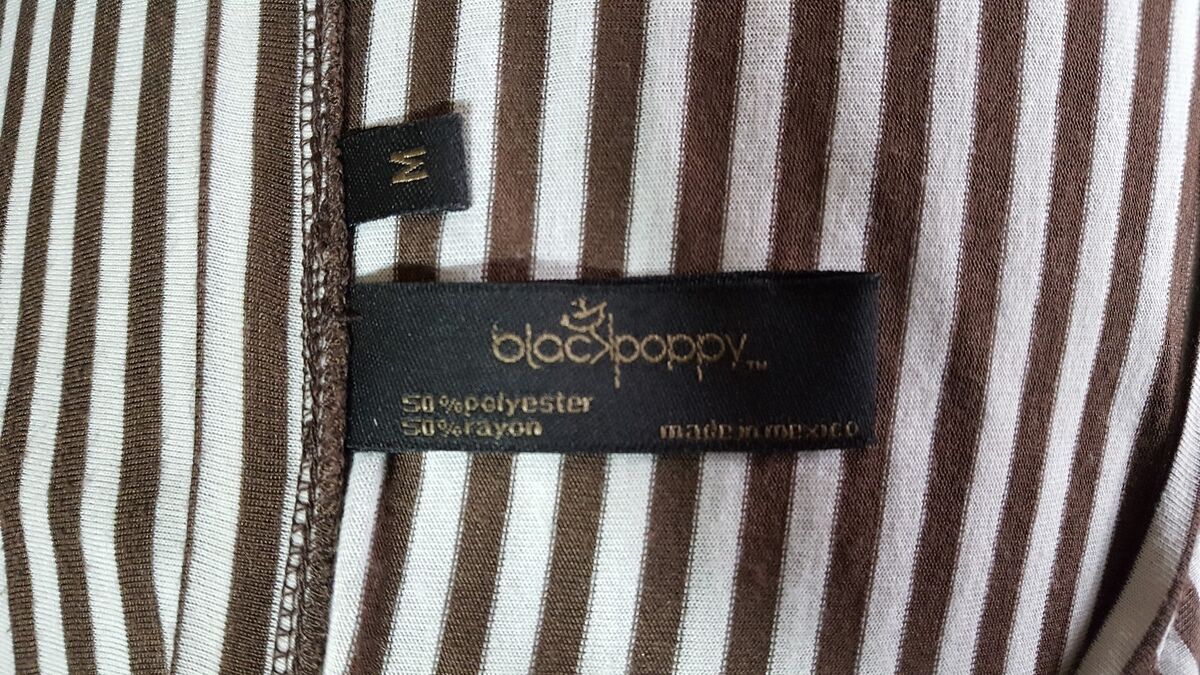 M
blackpoppy™
50%polyester
50%rayon
made in mexico